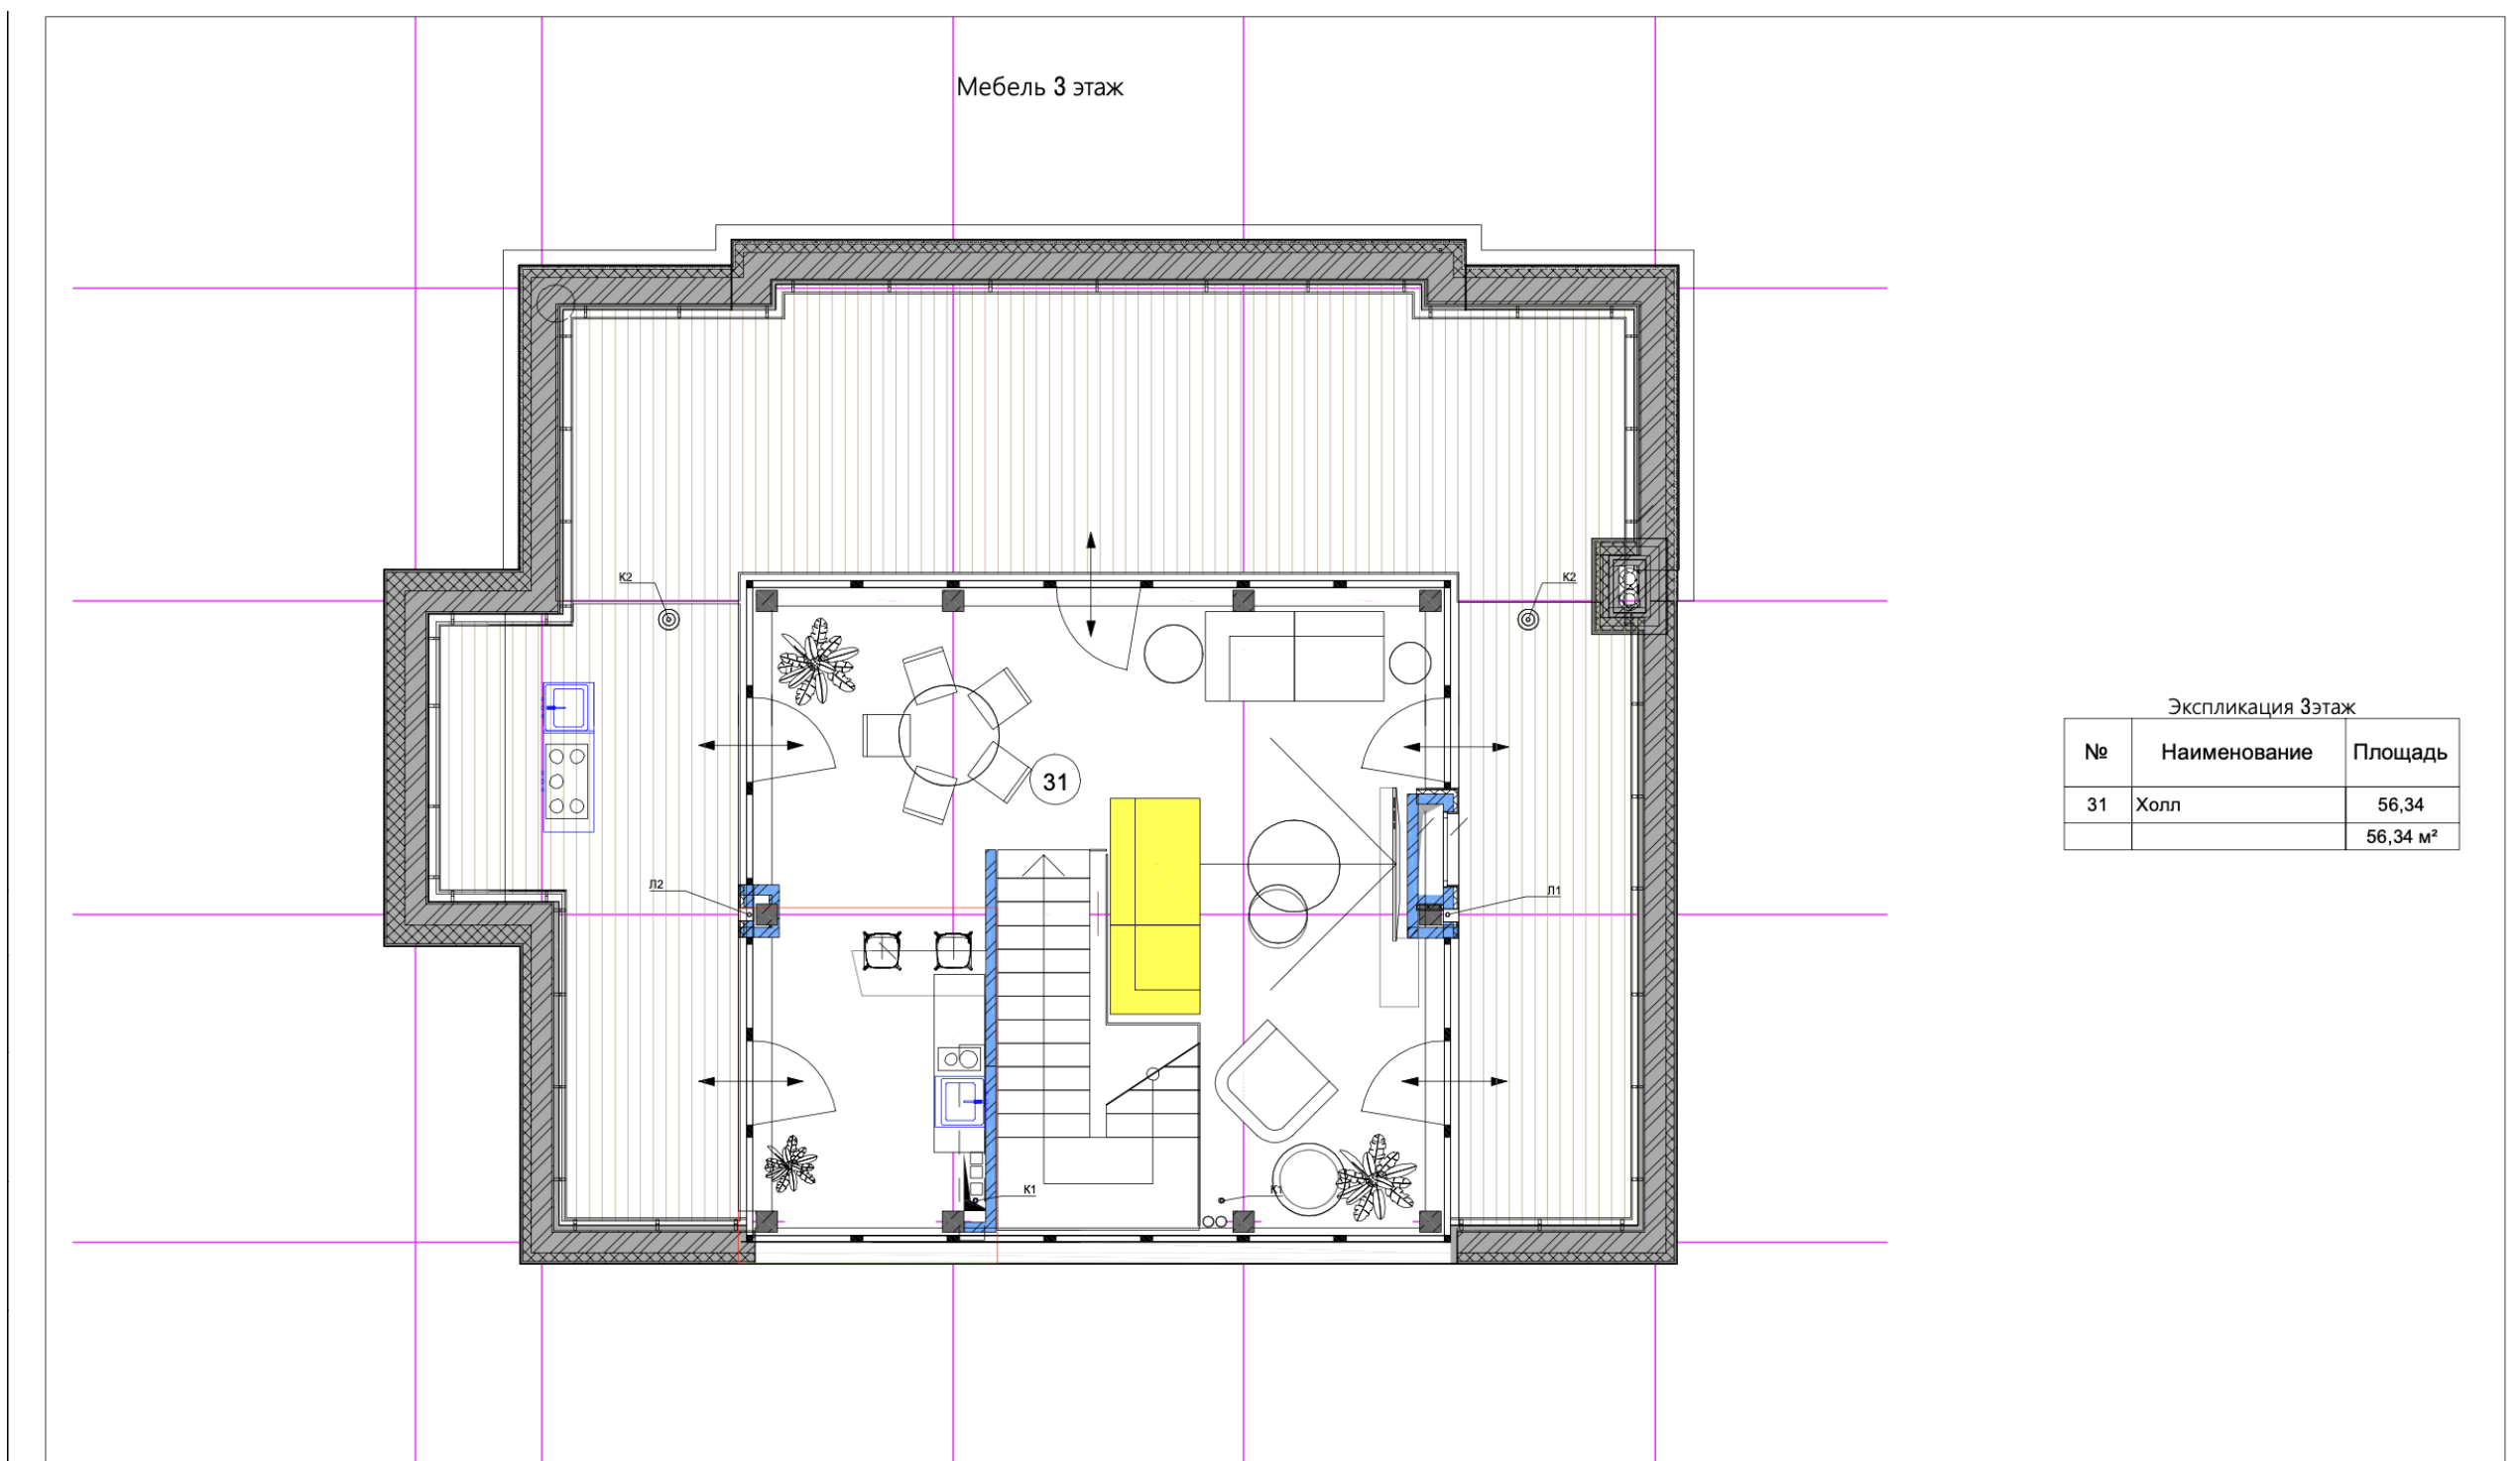 Мебель 3 этаж
К2
К2
31
Л2
Л1
К1
К1
Экспликация 3этаж
№ Наименование Площадь
31 Холл 56,34
56,34 м²